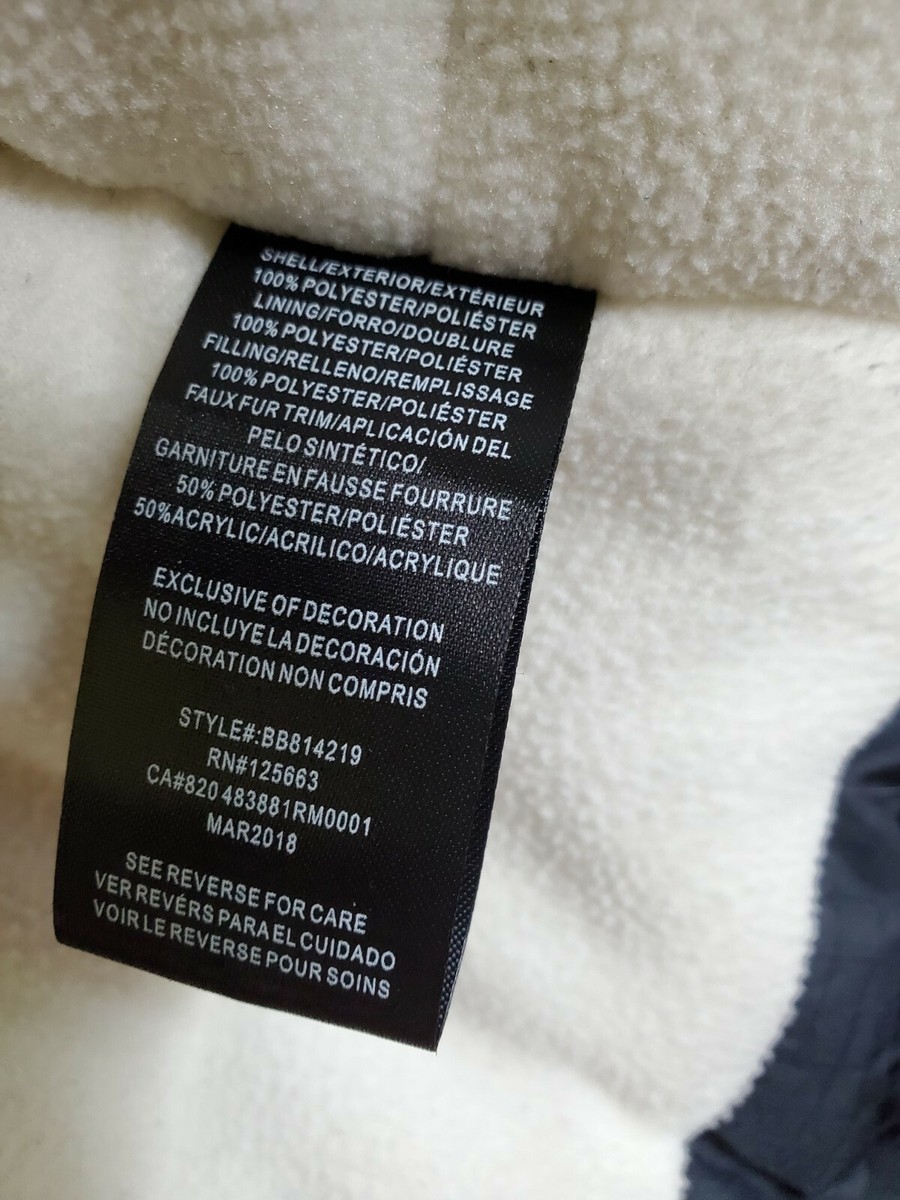 SHELL/EXTERIOR/EXTÉRIEUR
100% POLYESTER/POLIÉSTER
LINING/FORRO/DOUBLURE
100% POLYESTER/POLIÉSTER
FILLING/RELLENO/REMPLISSAGE
100% POLYESTER/POLIÉSTER
FAUX FUR TRIM/APLICACIÓN DEL
PELO SINTÉTICO/
GARNITURE EN FAUSSE FOURRURE
50% POLYESTER/POLIÉSTER
50%ACRYLIC/ACRILICO/ACRYLIQUE
EXCLUSIVE OF DECORATION
NO INCLUYE LA DECORACIÓN
DÉCORATION NON COMPRIS
STYLE#:BB814219
RN#125663
CA#820 483881RM0001
MAR2018
SEE REVERSE FOR CARE
VER REVÉRS PARA EL CUIDADO
VOIR LE REVERSE POUR SOINS